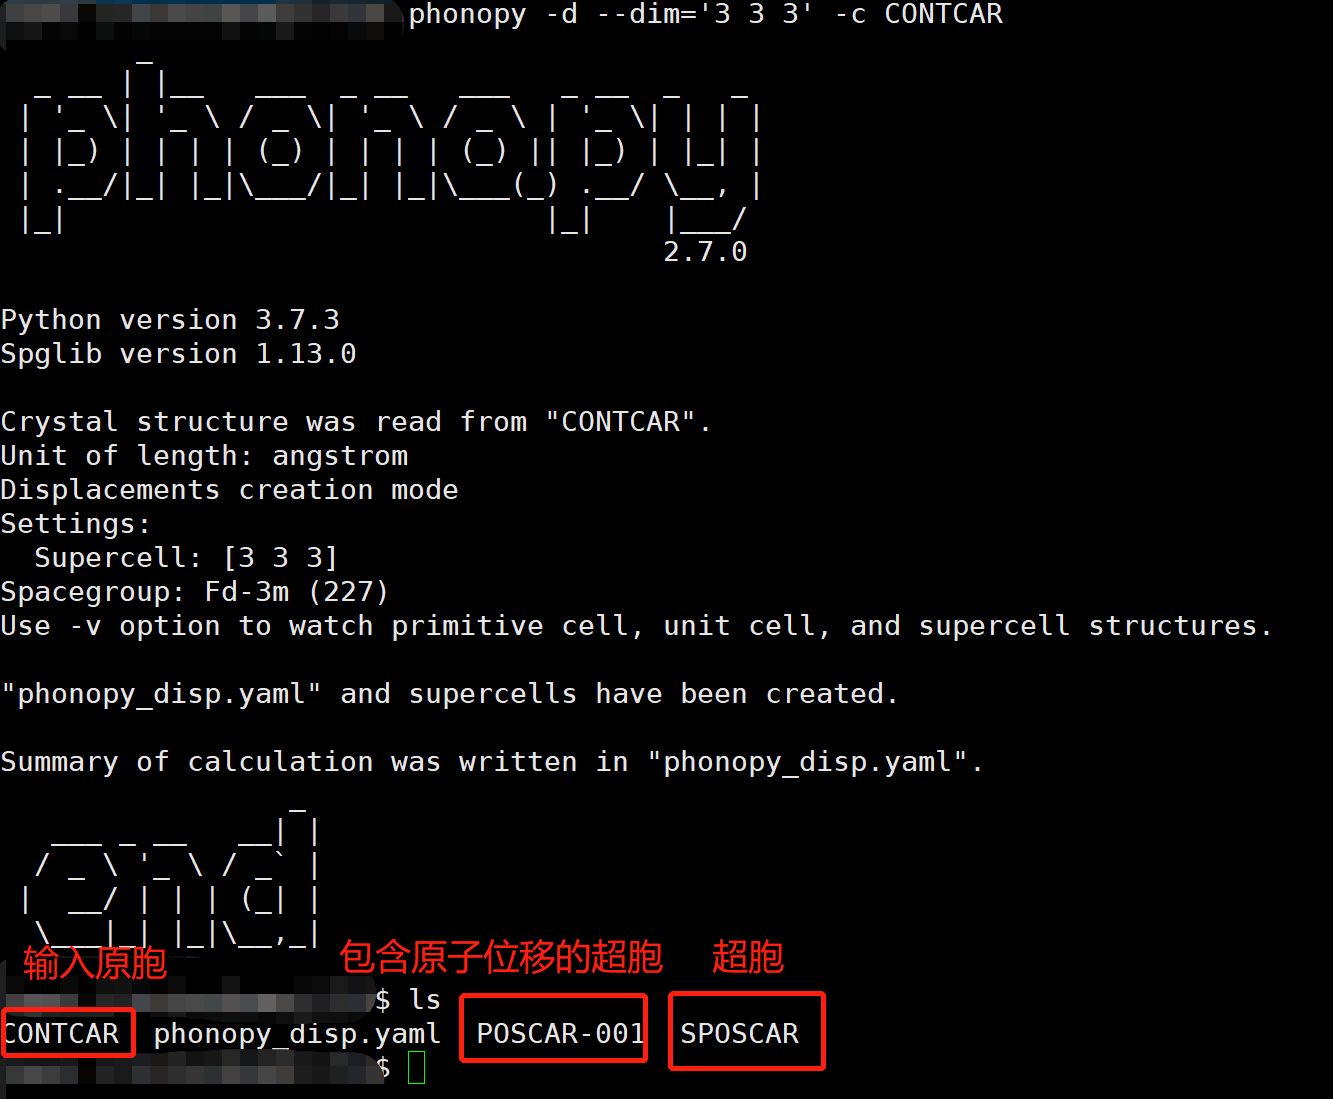 phonopy -d --dim='3 3 3' -c CONTCAR
phonopy
2.7.0
Python version 3.7.3
Spglib version 1.13.0
Crystal structure was read from "CONTCAR".
Unit of length: angstrom
Displacements creation mode
Settings:
Supercell: [3 3 3]
Spacegroup: Fd-3m (227)
Use -v option to watch primitive cell, unit cell, and supercell structures.
"phonopy_disp.yaml" and supercells have been created.
Summary of calculation was written in "phonopy_disp.yaml".
end
输入原胞 包含原子位移的超胞 超胞
$ ls
CONTCAR phonopy_disp.yaml POSCAR-001 SPOSCAR
$